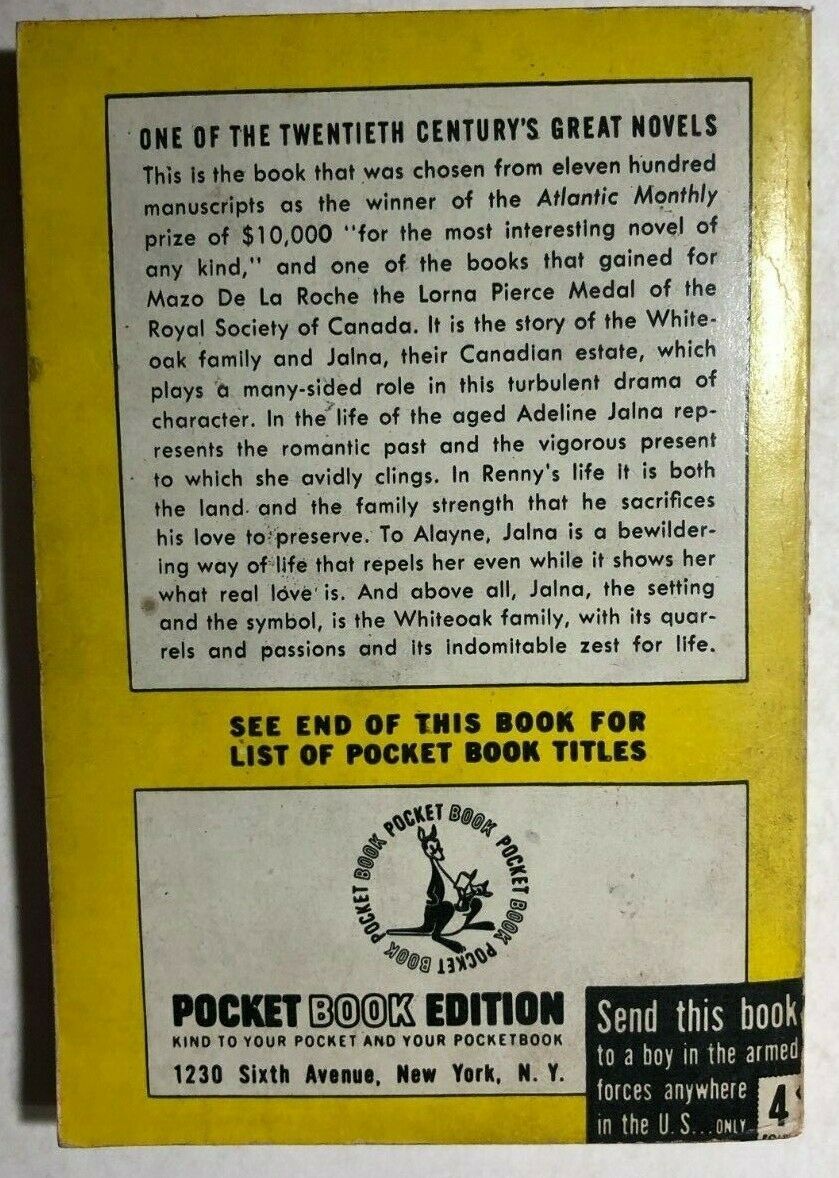 ONE OF THE TWENTIETH CENTURY'S GREAT NOVELS
This is the book that was chosen from eleven hundred
manuscripts as the winner of the Atlantic Monthly
prize of $10,000 "for the most interesting novel of
any kind," and one of the books that gained for
Mazo De La Roche the Lorna Pierce Medal of the
Royal Society of Canada. It is the story of the White-
oak family and Jalna, their Canadian estate, which
plays a many-sided role in this turbulent drama of
character. In the life of the aged Adeline Jalna rep-
resents the romantic past and the vigorous present
to which she avidly clings. In Renny's life it is both
the land and the family strength that he sacrifices
his love to preserve. To Alayne, Jalna is a bewilder-
ing way of life that repels her even while it shows her
what real love is. And above all, Jalna, the setting
and the symbol, is the Whiteoak family, with its quar-
rels and passions and its indomitable zest for life.
SEE END OF THIS BOOK FOR
LIST OF POCKET BOOK TITLES
POCKET BOOK POCKET BOOK POCKET BOOK POCKET BOOK
POCKET BOOK EDITION
KIND TO YOUR POCKET AND YOUR POCKETBOOK
1230 Sixth Avenue, New York, N. Y.
Send this book
to a boy in the armed
forces anywhere
in the U.S... ONLY 4